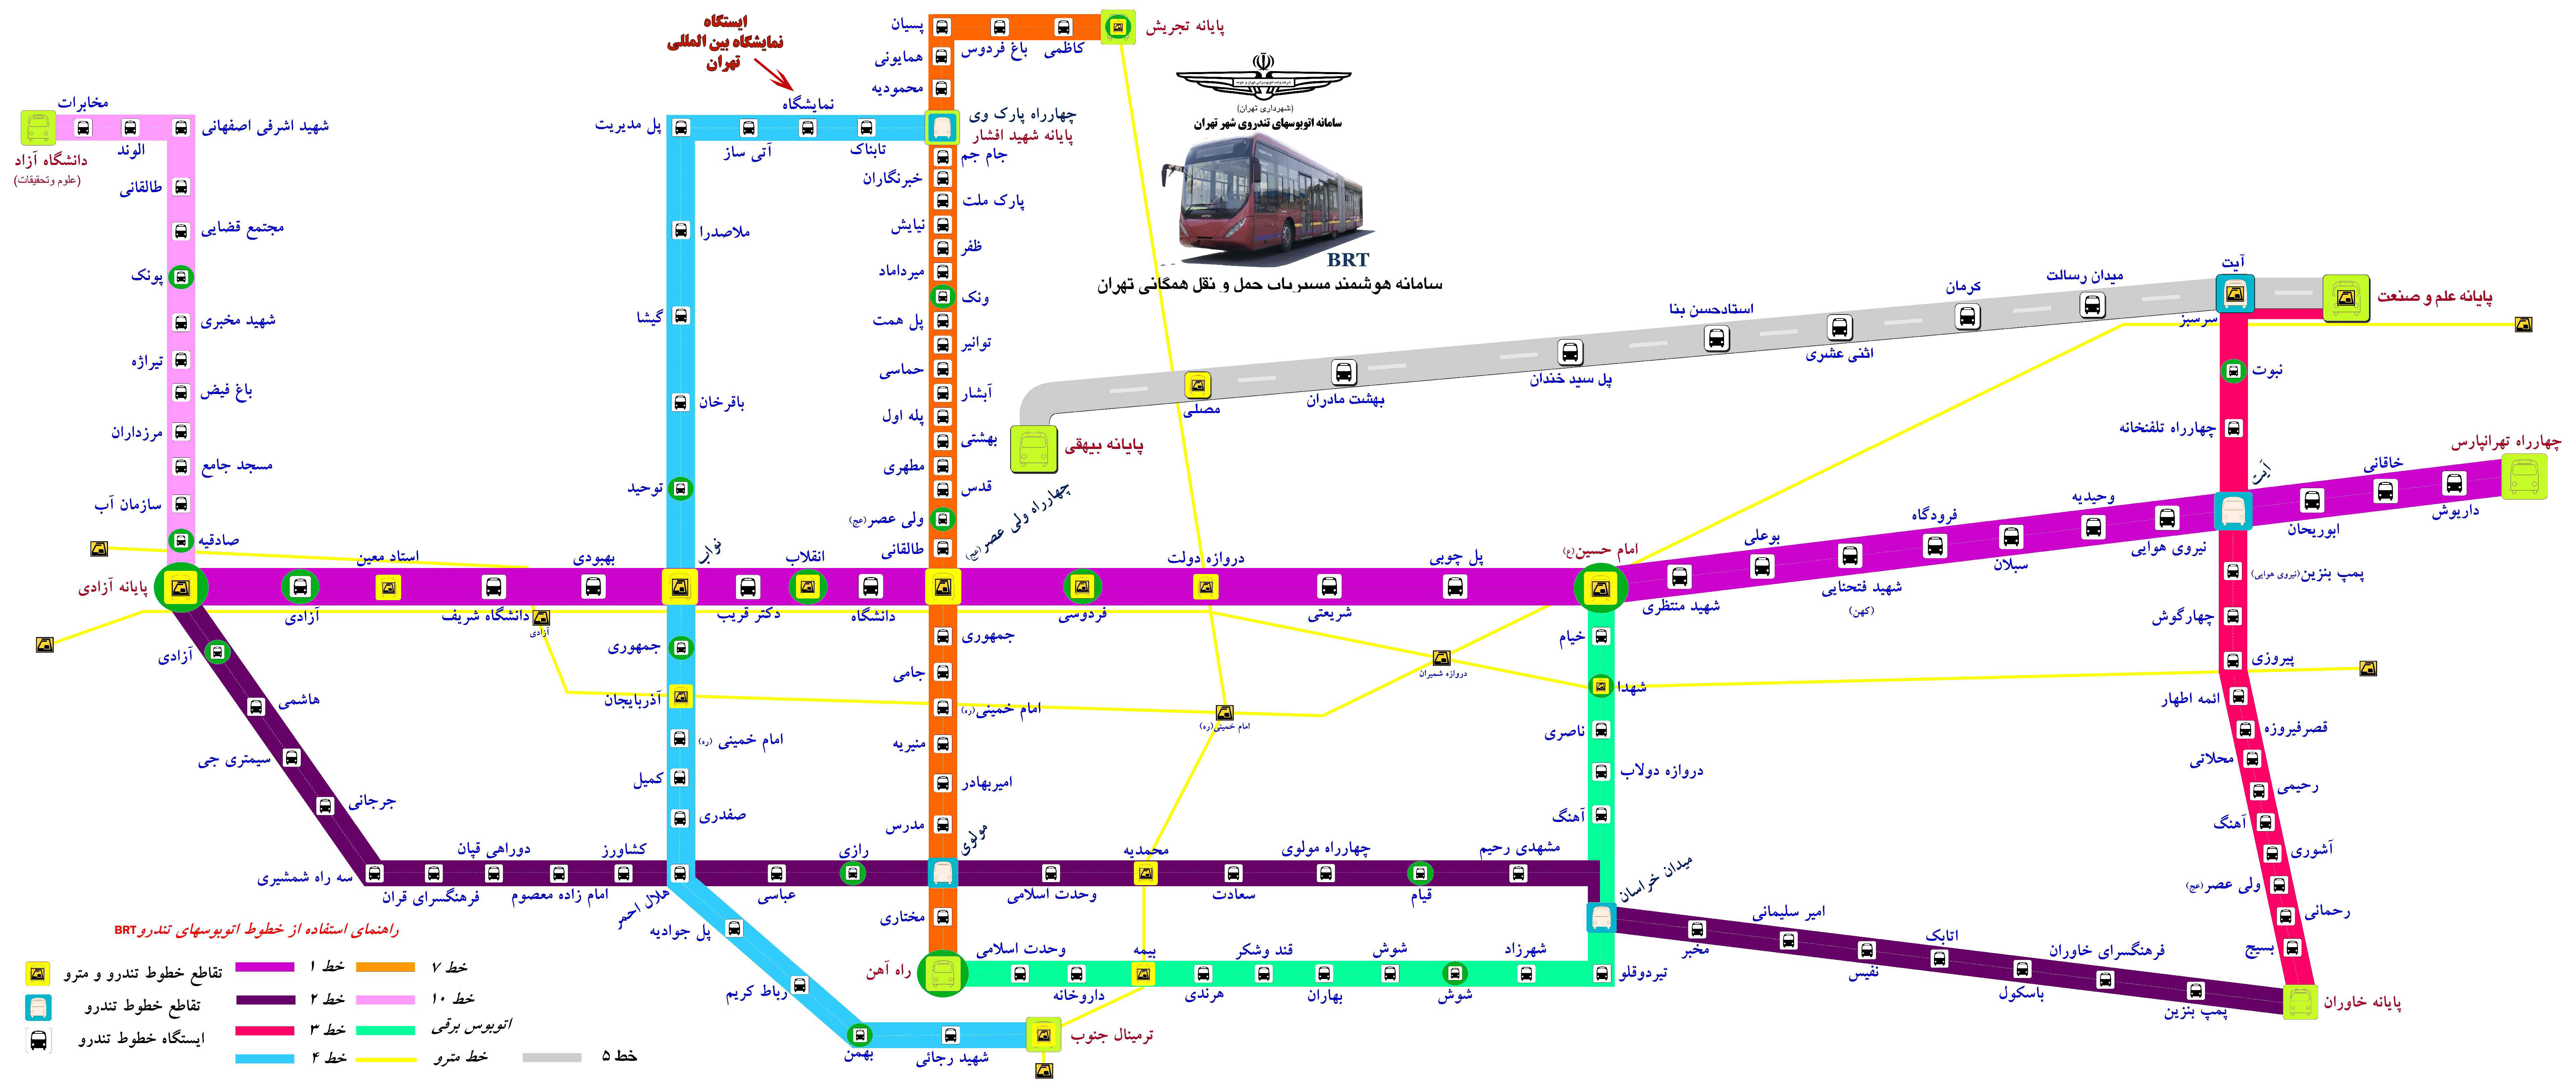 ایستگاه
نمایشگاه بین المللی
تهران
پسیان
باغ فردوس
کاظمی
پایانه تجریش
همایونی
محمودیه
(شهرداری تهران)
سامانه اتوبوسهای تندروی شهر تهران
BRT
سامانه هوشمند مسیریاب حمل و نقل همگانی تهران
مخابرات
الوند
شهید اشرفی اصفهانی
دانشگاه آزاد
(علوم وتحقیقات)
طالقانی
مجتمع قضایی
پونک
شهید مخبری
تیراژه
باغ فیض
مرزداران
مسجد جامع
سازمان آب
صادقیه
پایانه آزادی
پل مدیریت
آتی ساز
نمایشگاه
تابناک
چهارراه پارک وی
پایانه شهید افشار
ملاصدرا
گیشا
باقرخان
توحید
نواب
جمهوری
آذربایجان
امام خمینی (ره)
کمیل
صفدری
هلال احمر
پل جوادیه
رباط کریم
بهمن
شهید رجائی
ترمینال جنوب
جام جم
خبرنگاران
پارک ملت
نیایش
ظفر
میرداماد
ونک
پل همت
توانیر
حماسی
آبشار
پله اول
بهشتی
مطهری
قدس
ولی عصر(عج)
طالقانی
چهارراه ولی عصر(عج)
جمهوری
جامی
امام خمینی(ره)
منیریه
امیربهادر
مدرس
مولوی
مختاری
راه آهن
پایانه بیهقی
مصلی
بهشت مادران
پل سید خندان
استادحسن بنا
اثنی عشری
کرمان
میدان رسالت
آیت
سرسبز
پایانه علم و صنعت
آزادی
استاد معین
دانشگاه شریف
بهبودی
آزادی
دکتر قریب
انقلاب
دانشگاه
فردوسی
دروازه دولت
شریعتی
پل چوبی
امام حسین(ع)
شهید منتظری
بوعلی
شهید فتحنایی
(کهن)
فرودگاه
سبلان
وحیدیه
نیروی هوایی
آیت
ابوریحان
خاقانی
داریوش
چهارراه تهرانپارس
نبوت
چهارراه تلفنخانه
پمپ بنزین(نیروی هوایی)
چهارگوش
پیروزی
ائمه اطهار
قصرفیروزه
محلاتی
رحیمی
آهنگ
آشوری
ولی عصر(عج)
رحمانی
بسیج
پایانه خاوران
خیام
شهدا
ناصری
دروازه دولاب
آهنگ
میدان خراسان
دروازه شمیران
امام خمینی(ره)
آزادی
هاشمی
سیمتری جی
جرجانی
سه راه شمشیری
فرهنگسرای قران
دوراهی قپان
امام زاده معصوم
کشاورز
عباسی
رازی
وحدت اسلامی
محمدیه
سعادت
چهارراه مولوی
قیام
مشهدی رحیم
مخبر
امیر سلیمانی
نفیس
اتابک
باسکول
فرهنگسرای خاوران
پمپ بنزین
وحدت اسلامی
داروخانه
بیمه
هرندی
قند وشکر
بهاران
شوش
شوش
شهرزاد
تیردوقلو
راهنمای استفاده از خطوط اتوبوسهای تندرو BRT
تقاطع خطوط تندرو و مترو
خط ۱
خط ۷
تقاطع خطوط تندرو
خط ۲
خط ۱۰
ایستگاه خطوط تندرو
خط ۳
اتوبوس برقی
خط ۴
خط مترو
خط ۵